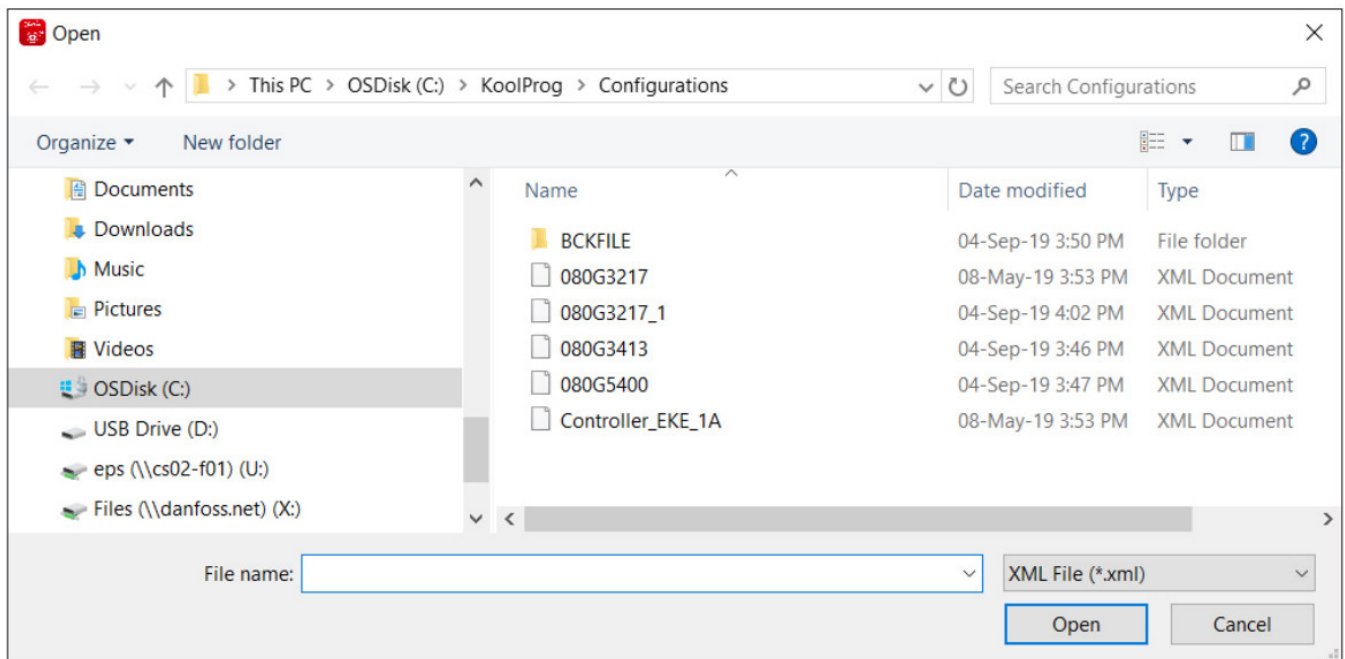 Open
This PC > OSDisk (C:) > KoolProg > Configurations
Search Configurations
Organize
New folder
Documents
Downloads
Music
Pictures
Videos
OSDisk (C:)
USB Drive (D:)
eps (\\cs02-f01) (U:)
Files (\\danfoss.net) (X:)
Name Date modified Type
BCKFILE 04-Sep-19 3:50 PM File folder
080G3217 08-May-19 3:53 PM XML Document
080G3217_1 04-Sep-19 4:02 PM XML Document
080G3413 04-Sep-19 3:46 PM XML Document
080G5400 04-Sep-19 3:47 PM XML Document
Controller_EKE_1A 08-May-19 3:53 PM XML Document
File name:
XML File (*.xml)
Open
Cancel